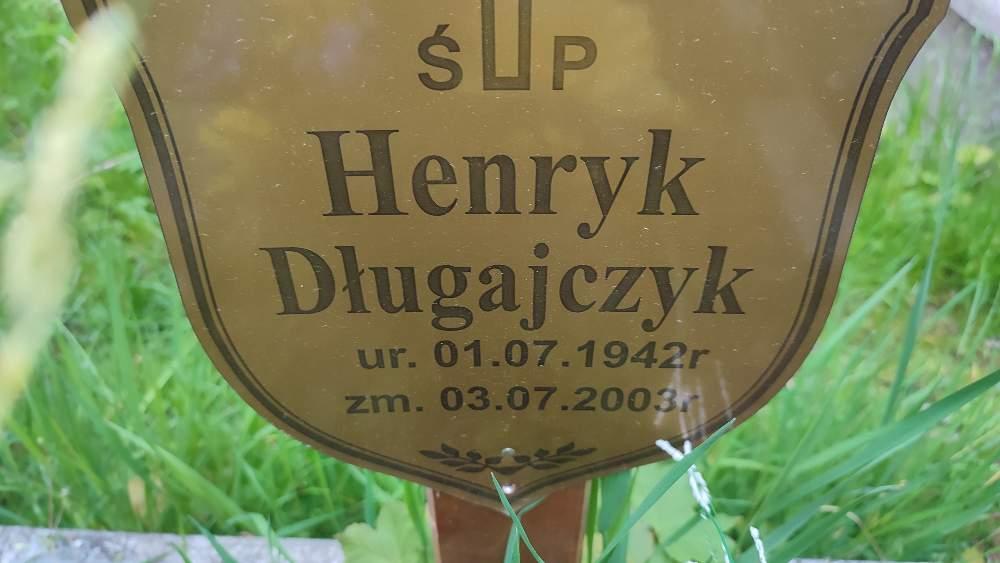 Ś P
Henryk
Długajczyk
ur. 01.07.1942r
zm. 03.07.2003r